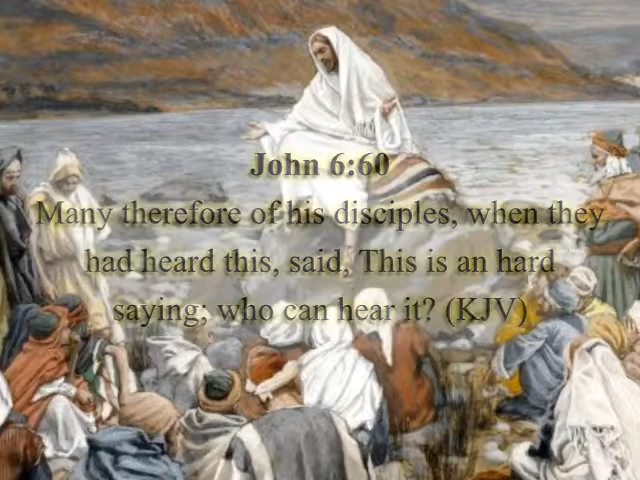 John 6:60
Many therefore of his disciples, when they
had heard this, said, This is an hard
saying; who can hear it? (KJV)